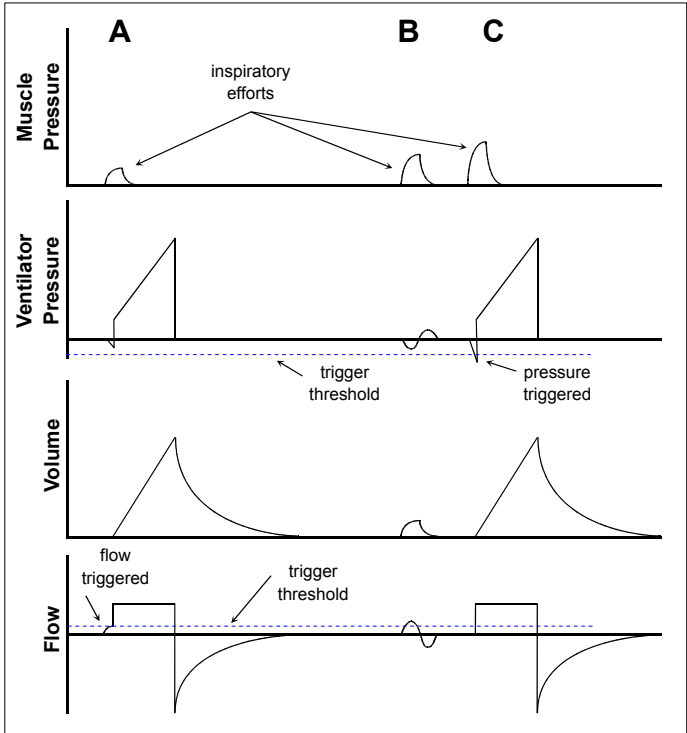 A
B
C
Muscle
Pressure
inspiratory
efforts
Ventilator
Pressure
trigger
threshold
pressure
triggered
Volume
flow
triggered
trigger
threshold
Flow